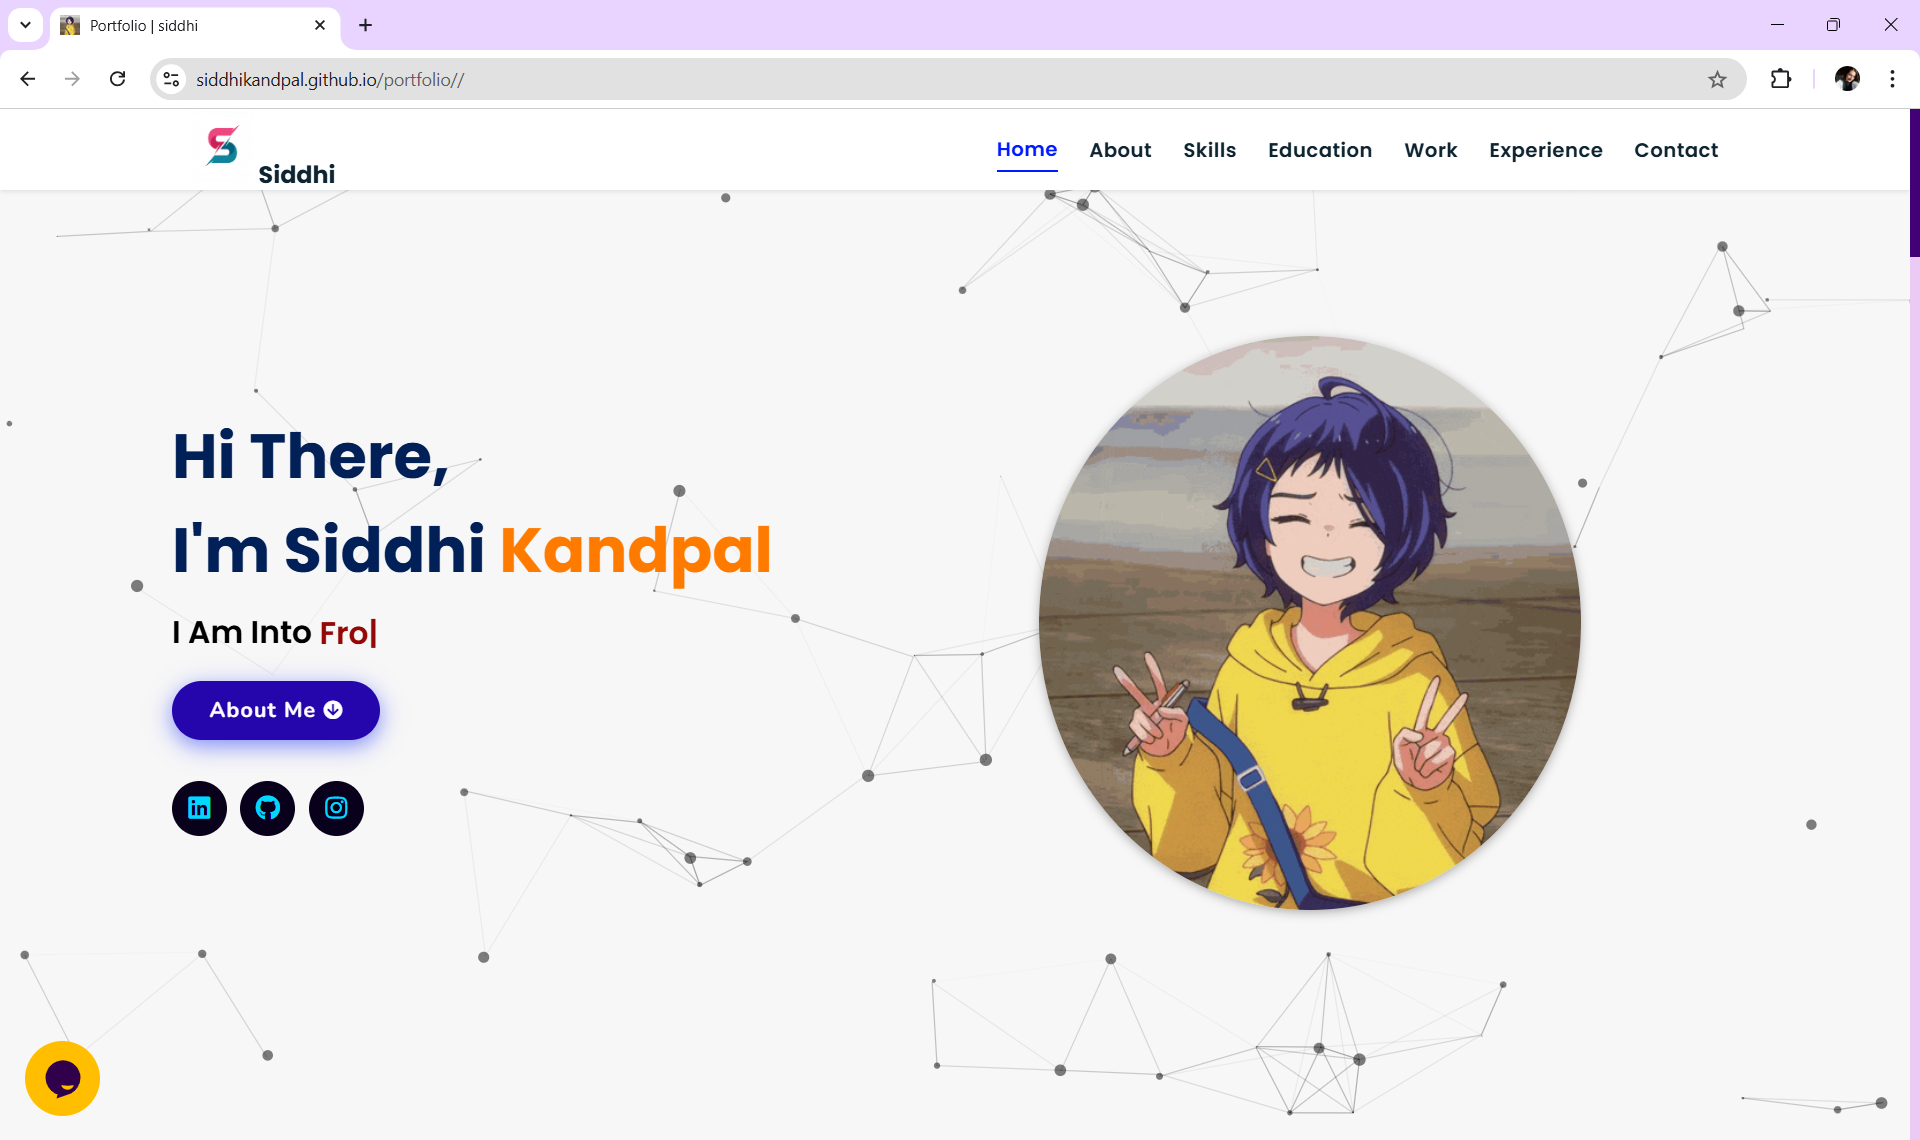 Portfolio | siddhi
siddhikandpal.github.io/portfolio//
Siddhi
Home About Skills Education Work Experience Contact
Hi There,
I'm Siddhi Kandpal
I Am Into Fro|
About Me